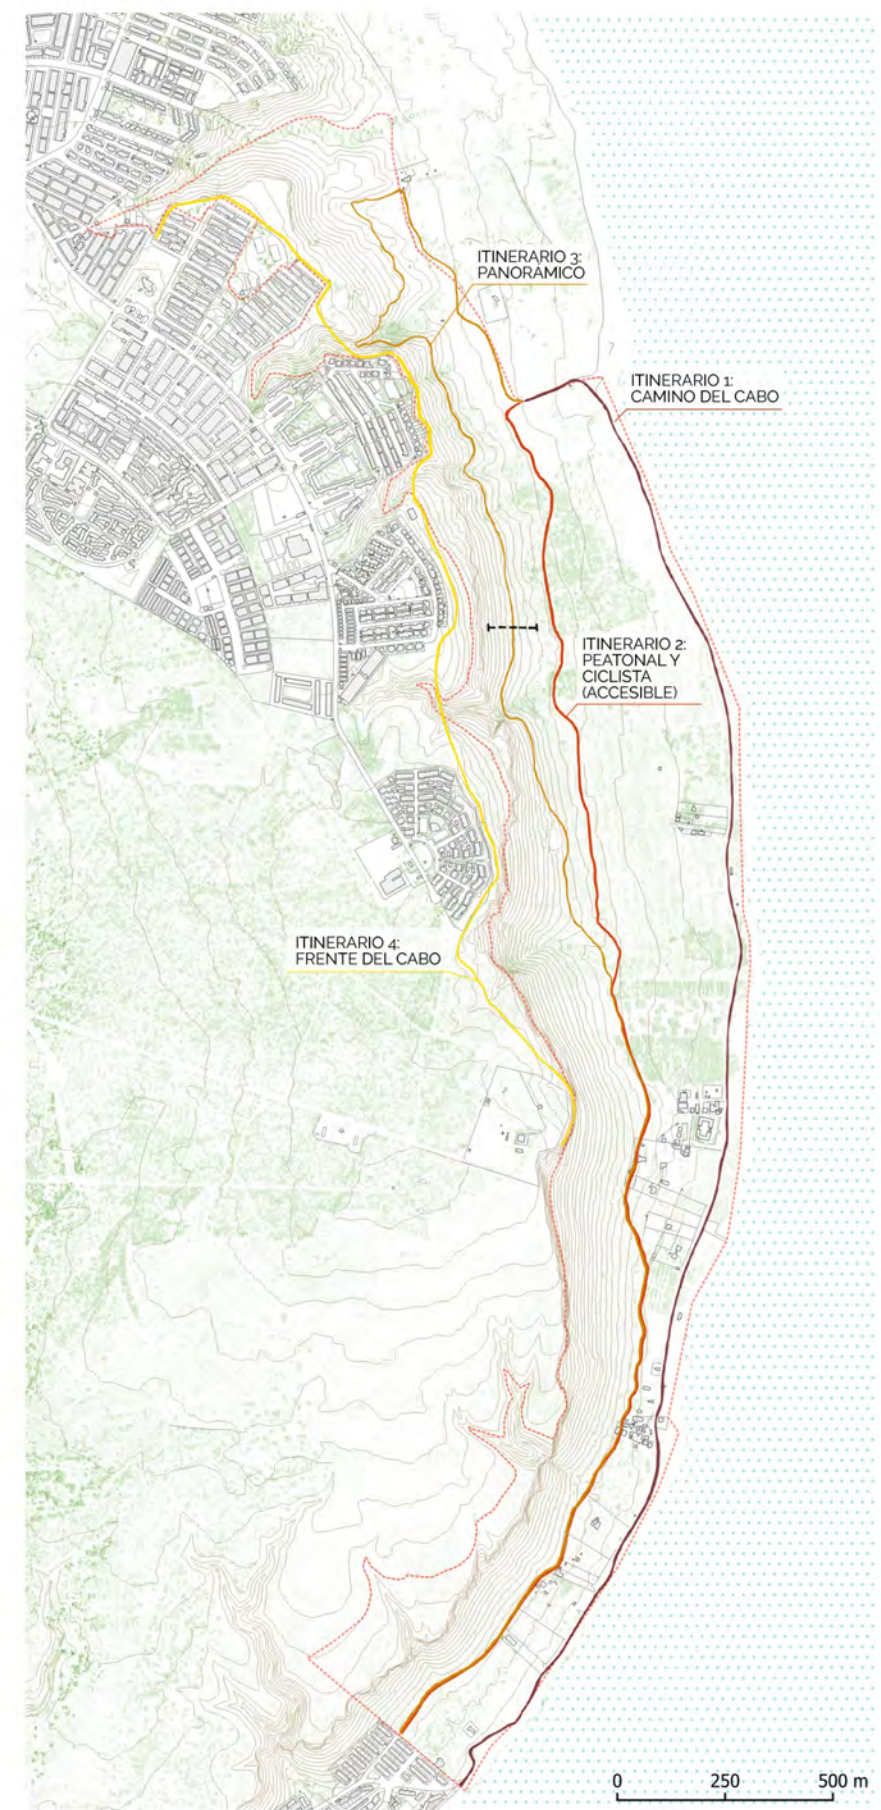 ITINERARIO 3:
PANORAMICO
ITINERARIO 1:
CAMINO DEL CABO
ITINERARIO 2:
PEATONAL Y
CICLISTA
(ACCESIBLE)
ITINERARIO 4:
FRENTE DEL CABO
0 250 500 m